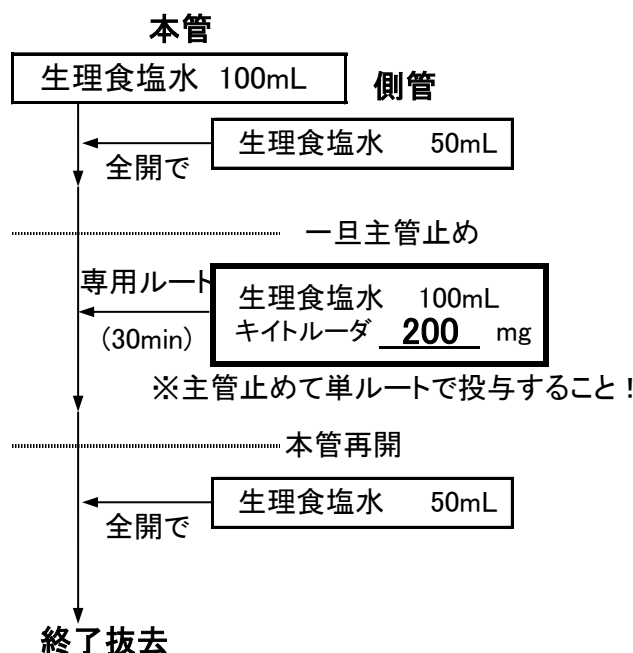 本管
生理食塩水 100mL
側管
生理食塩水 50mL
全開で
一旦主管止め
専用ルート
(30min)
生理食塩水 100mL
キイトルーダ 200 mg
※主管止めて単ルートで投与すること！
本管再開
生理食塩水 50mL
全開で
終了抜去